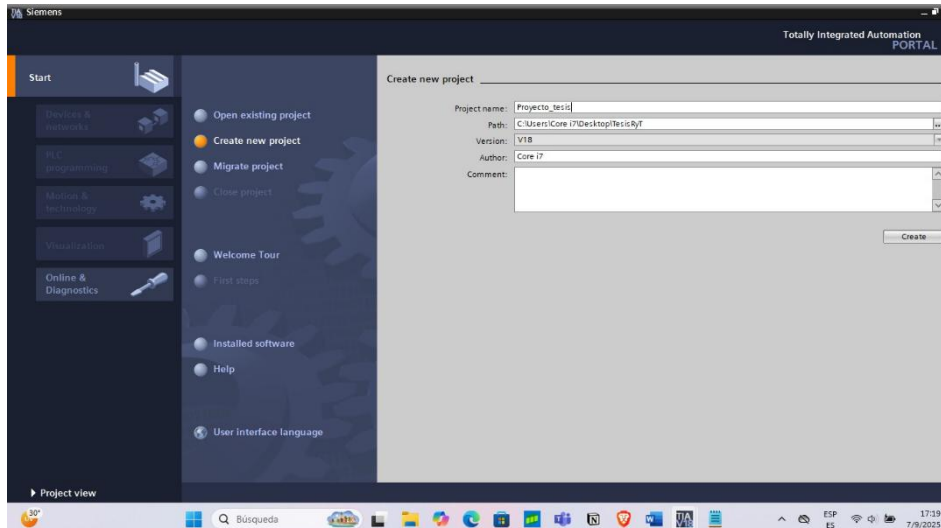 Siemens
Totally Integrated Automation
PORTAL
Start
Devices &
networks
PLC
programming
Motion &
technology
Visualization
Online &
Diagnostics
Open existing project
Create new project
Migrate project
Close project
Welcome Tour
First steps
Installed software
Help
User interface language
Create new project
Project name: Proyecto_tesis
Path: C:\Users\Core i7\Desktop\TesisRyT
Version: V18
Author: Core i7
Comment:
Create
Project view
30°
Búsqueda
ESP
ES
17:19
7/9/2025